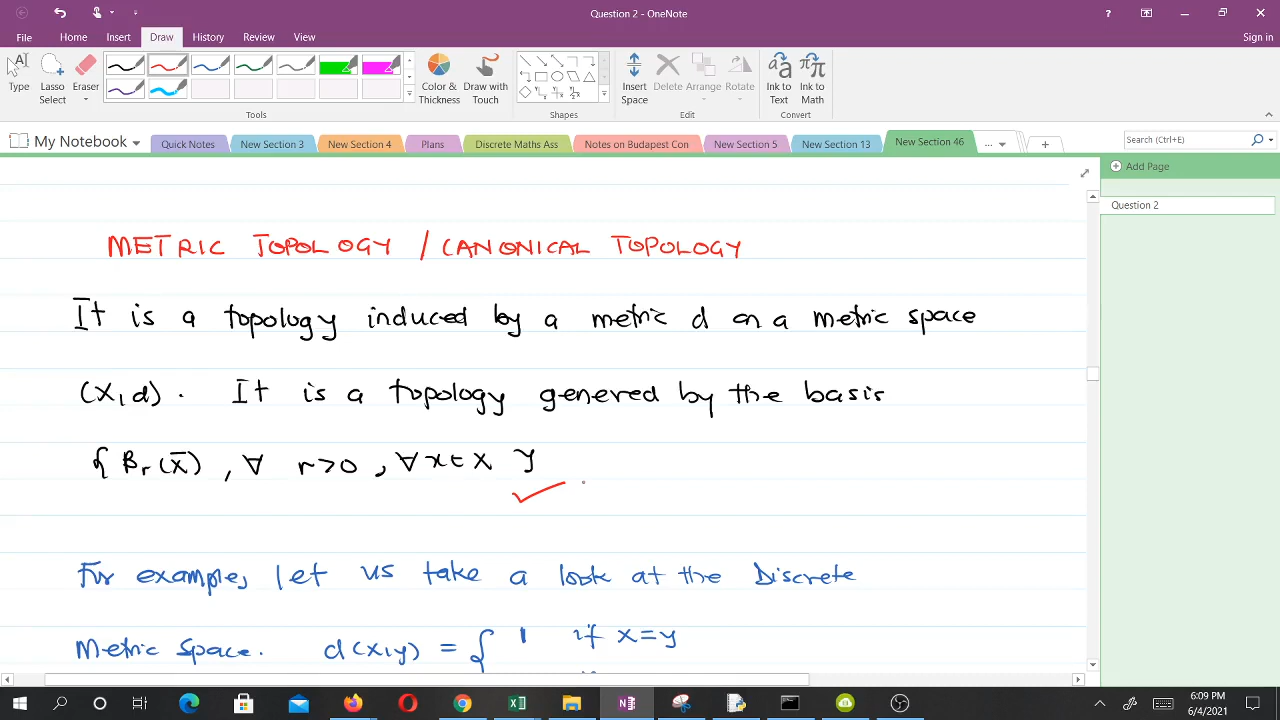 Question 2 - OneNote
Sign in
File Home Insert Draw History Review View
Type Lasso Select Eraser Color & Thickness Draw with Touch Insert Space Delete Arrange Rotate Ink to Text Ink to Math
Tools Shapes Edit Convert
My Notebook Quick Notes New Section 3 New Section 4 Plans Discrete Maths Ass Notes on Budapest Con New Section 5 New Section 13 New Section 46 ... Search (Ctrl+E)
Add Page
Question 2
METRIC TOPOLOGY / CANONICAL TOPOLOGY
It is a topology induced by a metric d on a metric space
(X,d). It is a topology genered by the basis
{ Br(x̄) , ∀ r>0 , ∀ x∈X }
For example, let us take a look at the Discrete
Metric Space. d(x,y) = { 1 if x=y
6:09 PM
6/4/2021